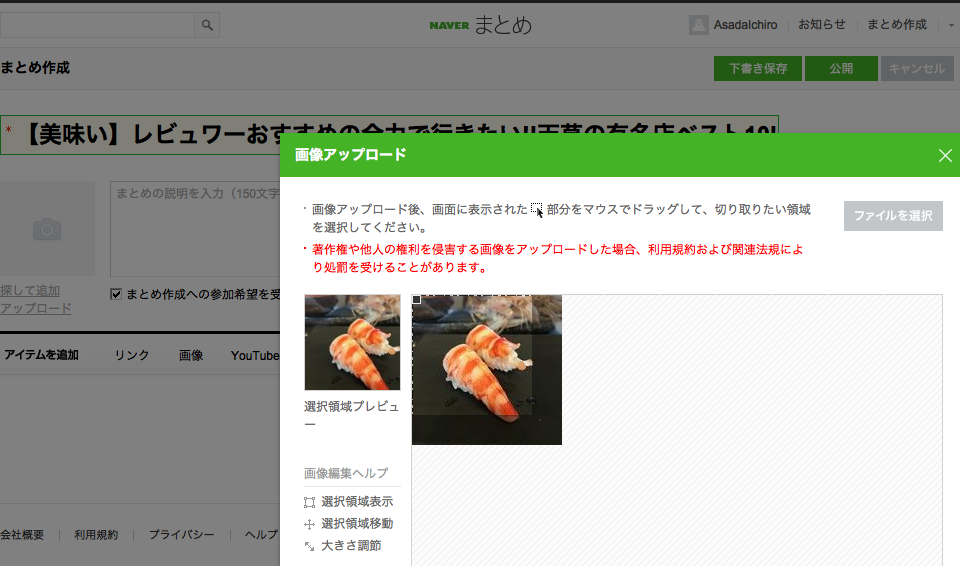 NAVER まとめ
AsadaIchiro
お知らせ
まとめ作成
まとめ作成
下書き保存
公開
キャンセル
* 【美味い】レビュワーおすすめの全力で行きたい!!天草の有名店ベスト10!
画像アップロード
まとめの説明を入力（150文字
・画像アップロード後、画面に表示された 部分をマウスでドラッグして、切り取りたい領域
を選択してください。
ファイルを選択
・著作権や他人の権利を侵害する画像をアップロードした場合、利用規約および関連法規によ
り処罰を受けることがあります。
探して追加
アップロード
まとめ作成への参加希望を受
アイテムを追加
リンク
画像
YouTube
選択領域プレビュ
ー
画像編集ヘルプ
選択領域表示
選択領域移動
大きさ調節
会社概要
利用規約
プライバシー
ヘルプ